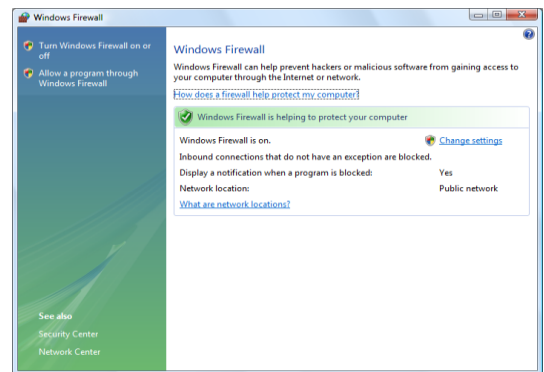 Windows Firewall
Turn Windows Firewall on or
off
Allow a program through
Windows Firewall
See also
Security Center
Network Center
Windows Firewall
Windows Firewall can help prevent hackers or malicious software from gaining access to
your computer through the Internet or network.
How does a firewall help protect my computer?
Windows Firewall is helping to protect your computer
Windows Firewall is on.
Change settings
Inbound connections that do not have an exception are blocked.
Display a notification when a program is blocked: Yes
Network location: Public network
What are network locations?